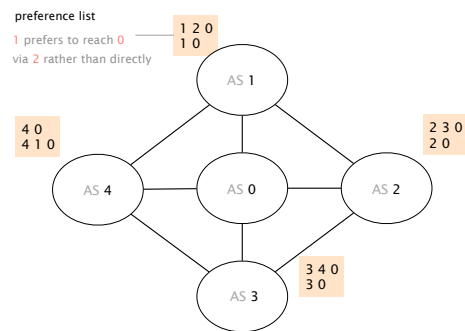 preference list
1 prefers to reach 0
via 2 rather than directly
1 2 0
1 0
AS 1
4 0
4 1 0
2 3 0
2 0
AS 4
AS 0
AS 2
3 4 0
3 0
AS 3